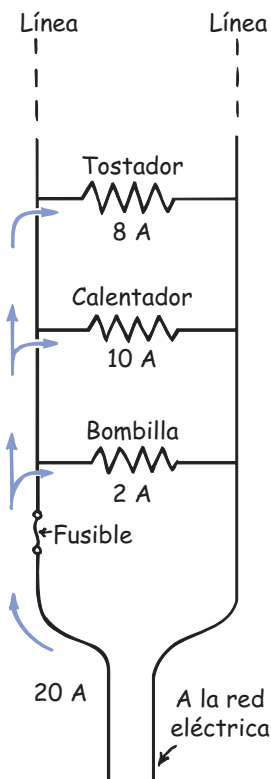 Línea
Línea
Tostador
8 A
Calentador
10 A
Bombilla
2 A
Fusible
20 A
A la red
eléctrica